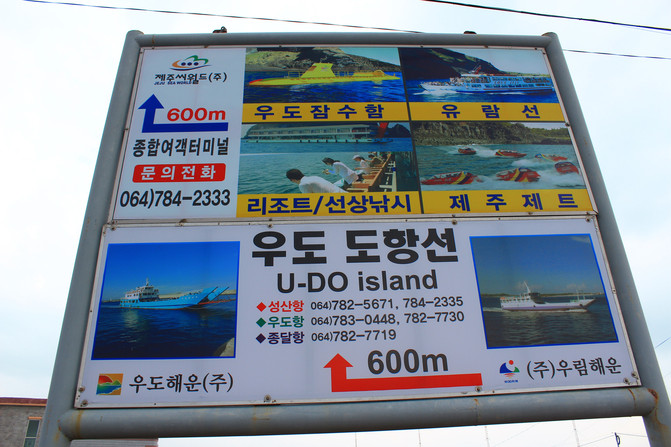 제주씨월드(주)
JEJU SEA WORLD
600m
종합여객터미널
문의전화
064)784-2333
우도잠수함
유람선
리조트/선상낚시
제주제트
우도 도항선
U-DO island
◆성산항 064)782-5671, 784-2335
◆우도항 064)783-0448, 782-7730
◆종달항 064)782-7719
600m
우도해운(주)
(주)우림해운